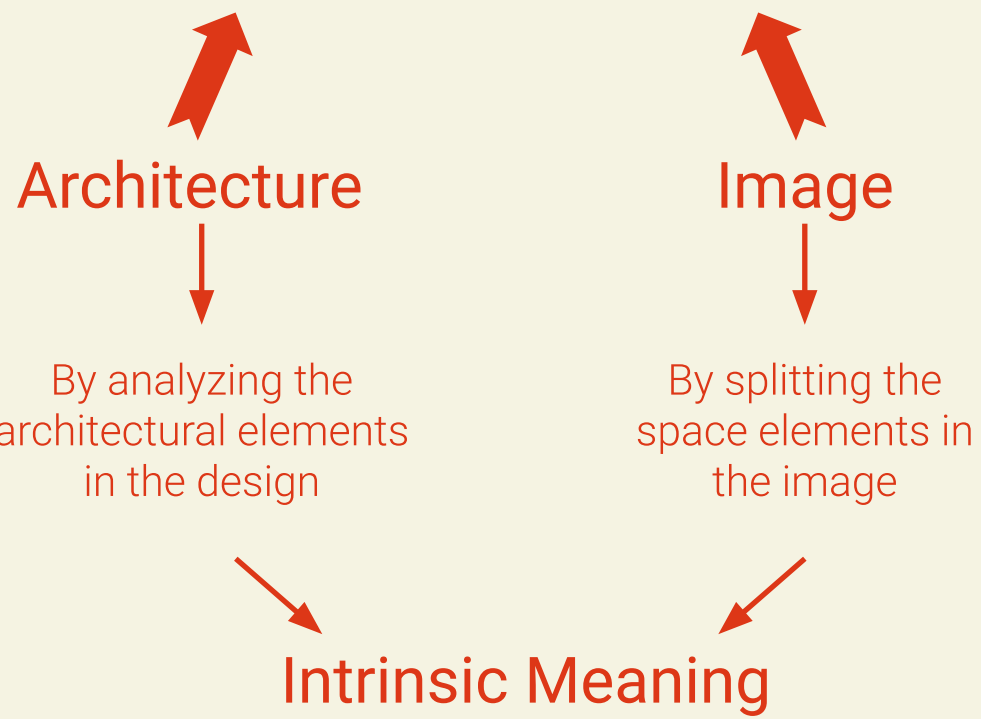 Architecture
Image
By analyzing the
architectural elements
in the design
By splitting the
space elements in
the image
Intrinsic Meaning